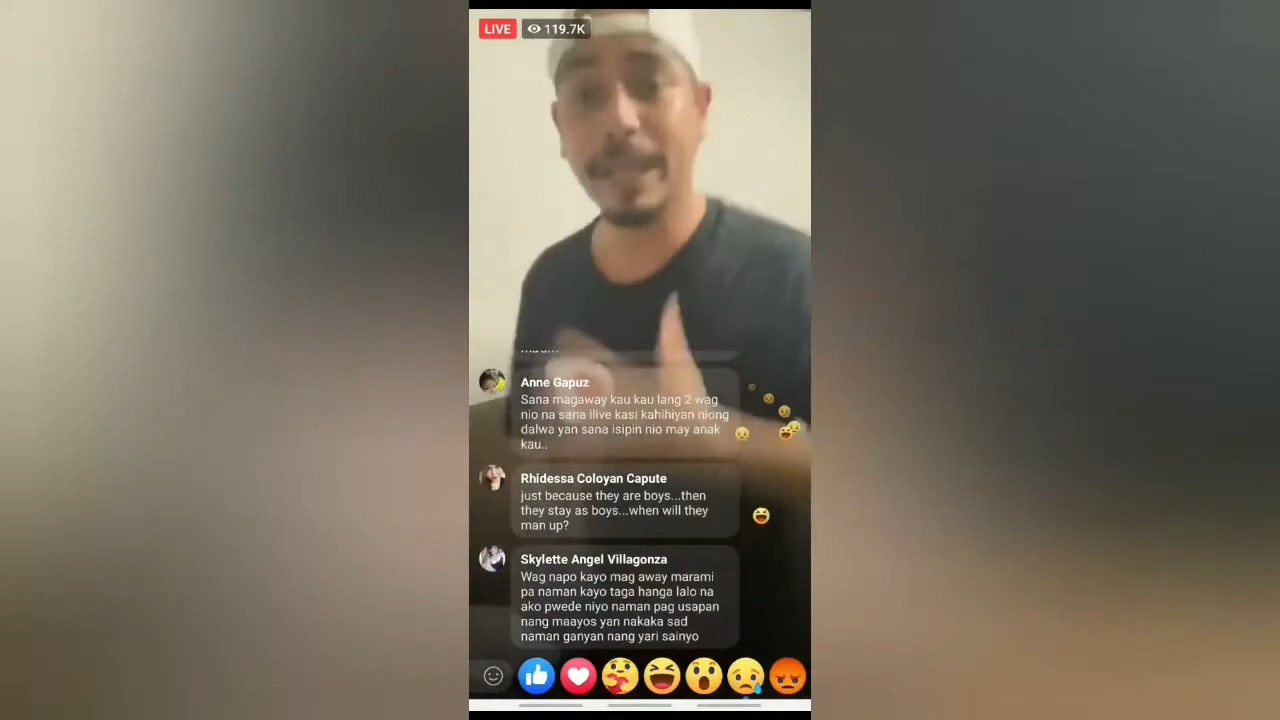 LIVE 119.7K
Anne Gapuz
Sana magaway kau kau lang 2 wag
nio na sana ilive kasi kahihiyan niong
dalwa yan sana isipin nio may anak
kau..
Rhidessa Coloyan Capute
just because they are boys...then
they stay as boys...when will they
man up?
Skylette Angel Villagonza
Wag napo kayo mag away marami
pa naman kayo taga hanga lalo na
ako pwede niyo naman pag usapan
nang maayos yan nakaka sad
naman ganyan nang yari sainyo